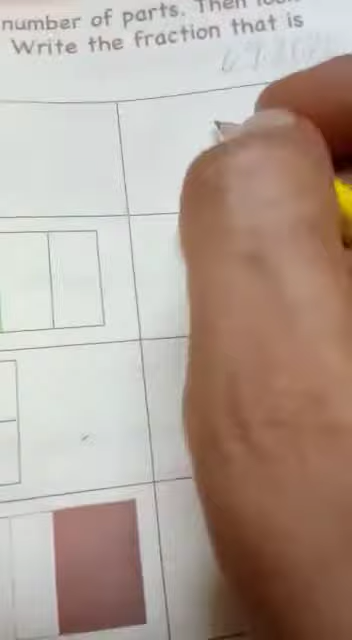 number of parts. Then
Write the fraction that is